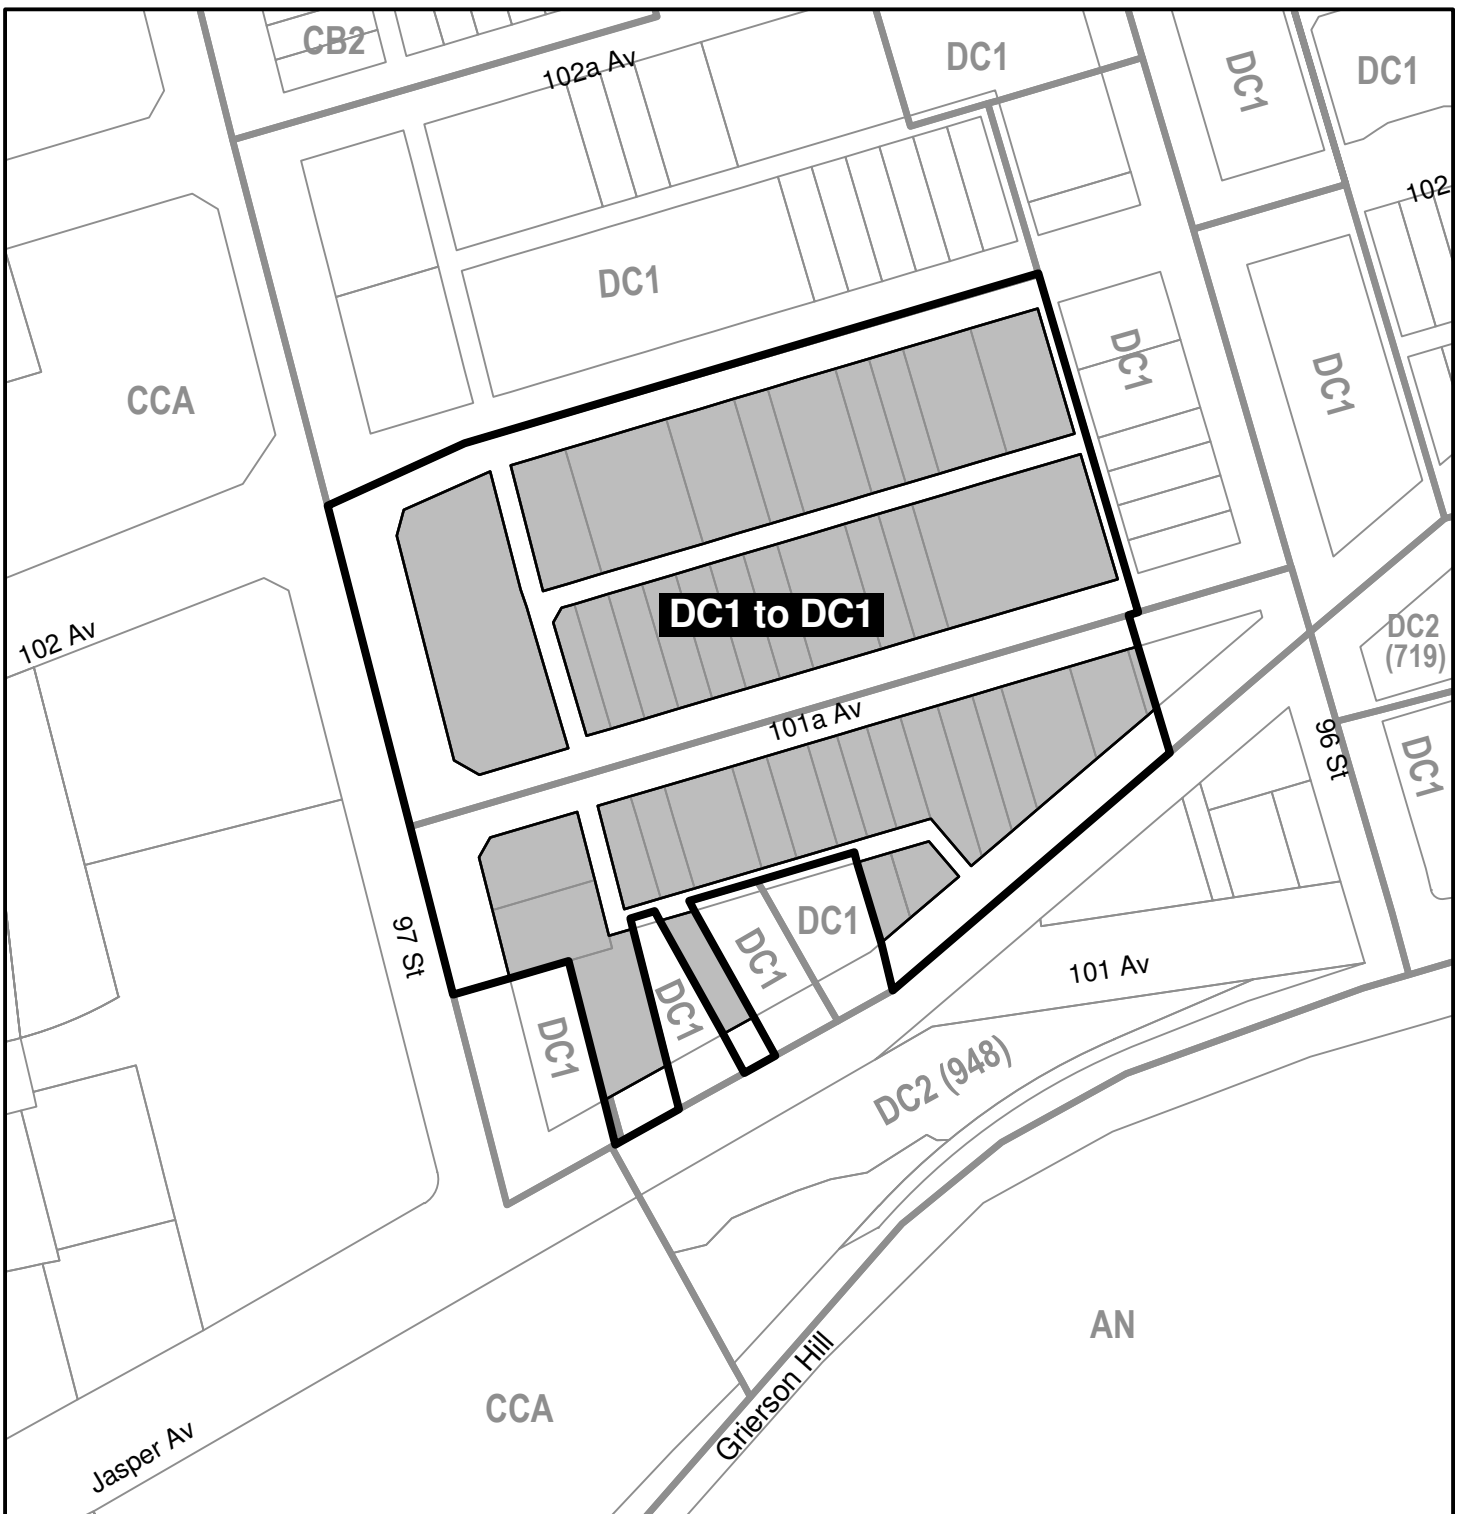 CB2
102a Av
DC1
DC1
DC1
102
DC1
DC1
DC1
CCA
DC1 to DC1
102 Av
DC2
(719)
101a Av
96 St
DC1
97 St
DC1
DC1
DC1
DC1
101 Av
DC2 (948)
AN
Grierson Hill
CCA
Jasper Av